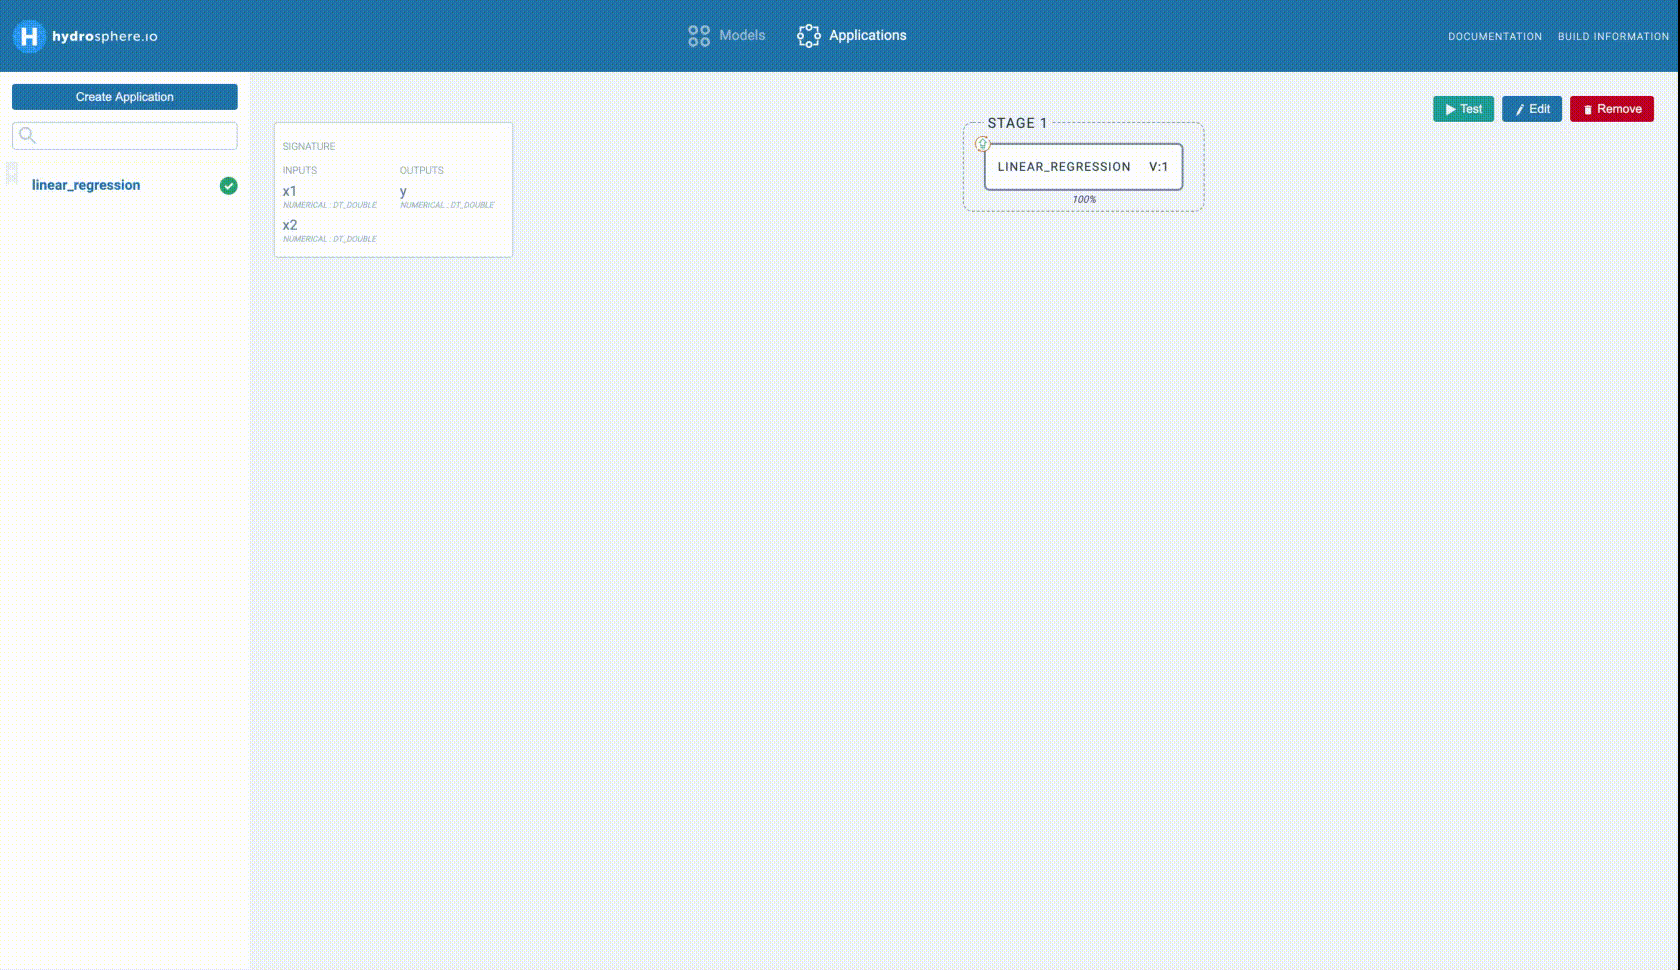 H hydrosphere.io
Models
Applications
DOCUMENTATION
BUILD INFORMATION
Create Application
linear_regression
SIGNATURE
INPUTS OUTPUTS
x1 y
NUMERICAL : DT_DOUBLE NUMERICAL : DT_DOUBLE
x2
NUMERICAL : DT_DOUBLE
STAGE 1
LINEAR_REGRESSION V:1
100%
Test
Edit
Remove